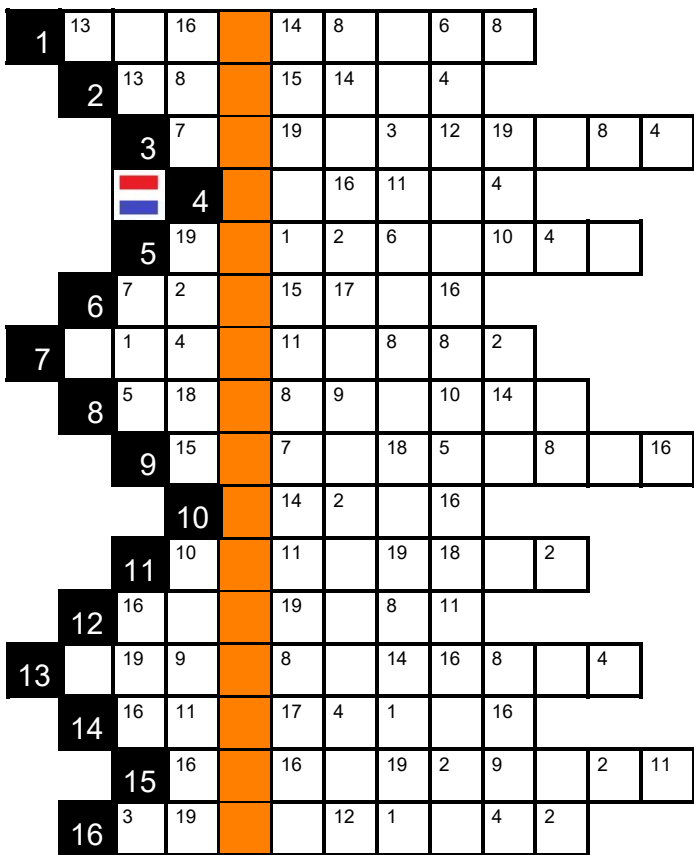 1 13 16 14 8 6 8
2 13 8 15 14 4
3 7 19 3 12 19 8 4
4 16 11 4
5 19 1 2 6 10 4
6 7 2 15 17 16
7 1 4 11 8 8 2
8 5 18 8 9 10 14
9 15 7 18 5 8 16
10 14 2 16
11 10 11 19 18 2
12 16 19 8 11
13 19 9 8 14 16 8 4
14 16 11 17 4 1 16
15 16 16 19 2 9 2 11
16 3 19 12 1 4 2